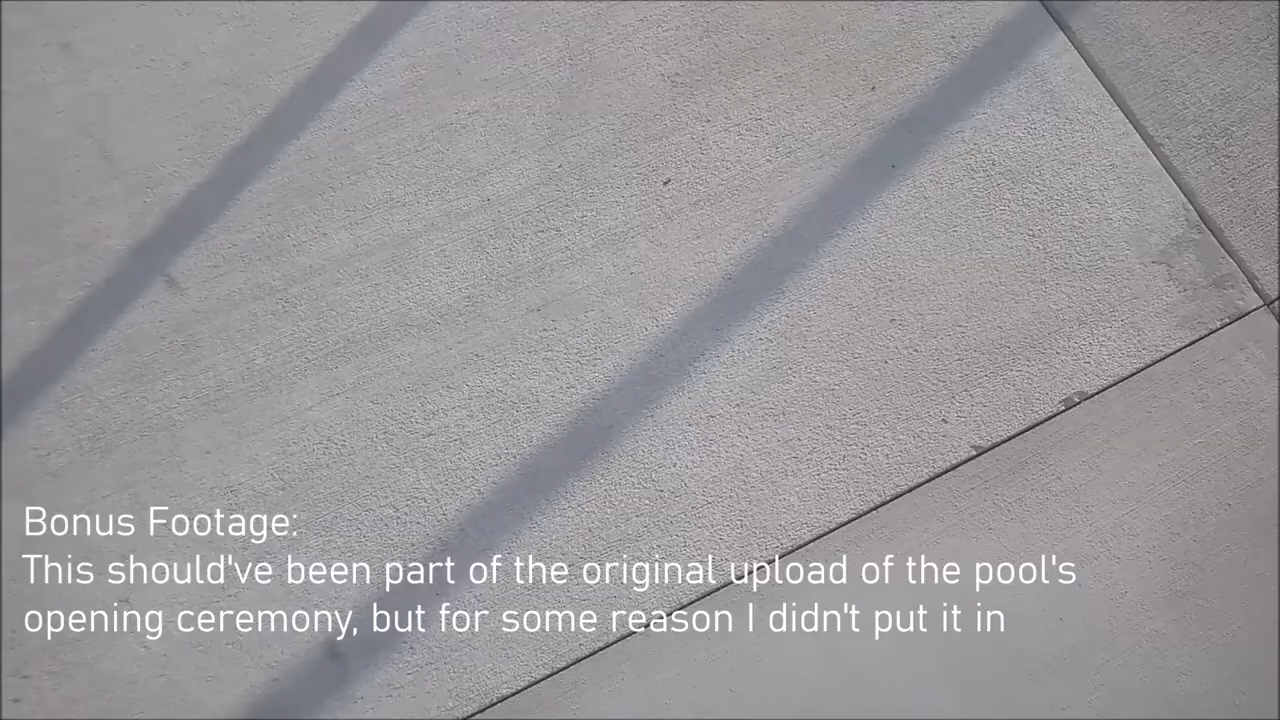 Bonus Footage:
This should've been part of the original upload of the pool's
opening ceremony, but for some reason I didn't put it in